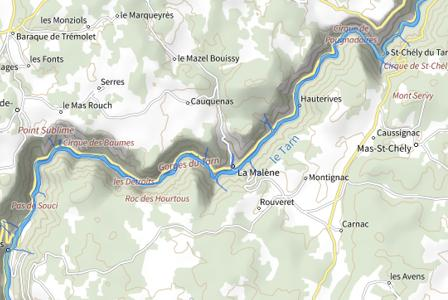 les Monziols
le Marqueyrès
Baraque de Trémolet
Cirque de
Pougnadoires
St-Chély du Tar
les Fonts
le Mazel Bouissy
Cirque de St-Chély
ages
Serres
Mont Servy
Cauquenas
Hauterives
de
le Mas Rouch
Caussignac
Point Sublime
Cirque des Baumes
Mas-St-Chély
le Tarn
Gorges du Tarn
La Malène
Montignac
les Détroits
Roc des Hourtous
Rouveret
Pas de Souci
Carnac
s
les Avens